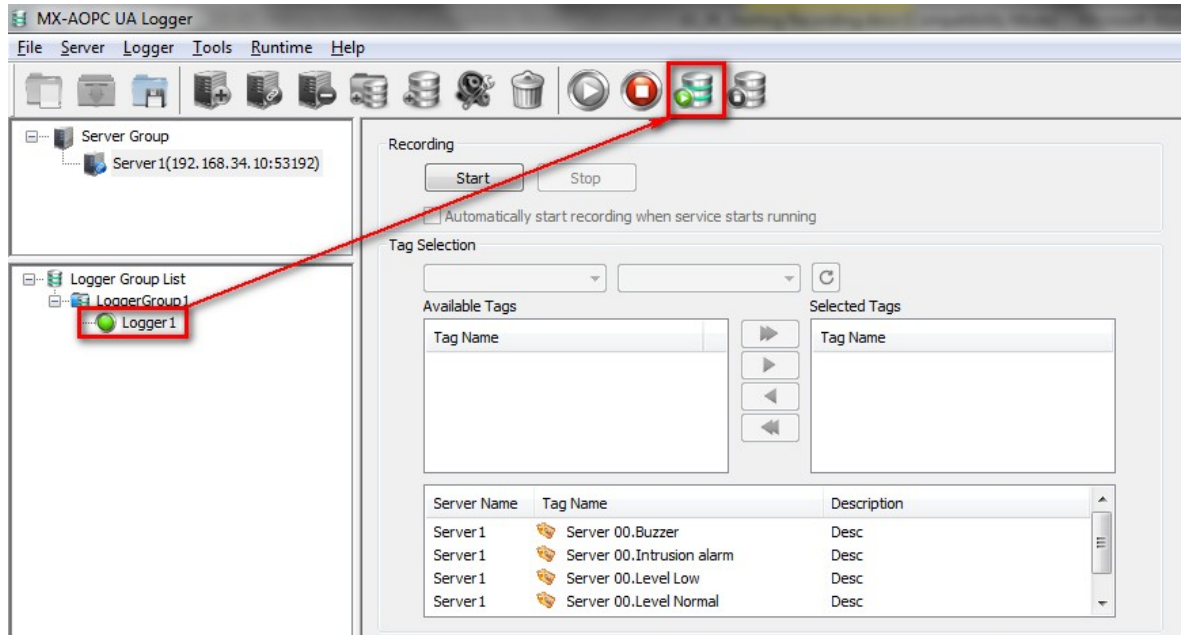 MX-AOPC UA Logger
File Server Logger Tools Runtime Help
Server Group
Server1(192.168.34.10:53192)
Logger Group List
LoggerGroup1
Logger1
Recording
Start Stop
Automatically start recording when service starts running
Tag Selection
Available Tags Selected Tags
Tag Name Tag Name
Server Name Tag Name Description
Server1 Server 00.Buzzer Desc
Server1 Server 00.Intrusion alarm Desc
Server1 Server 00.Level Low Desc
Server1 Server 00.Level Normal Desc